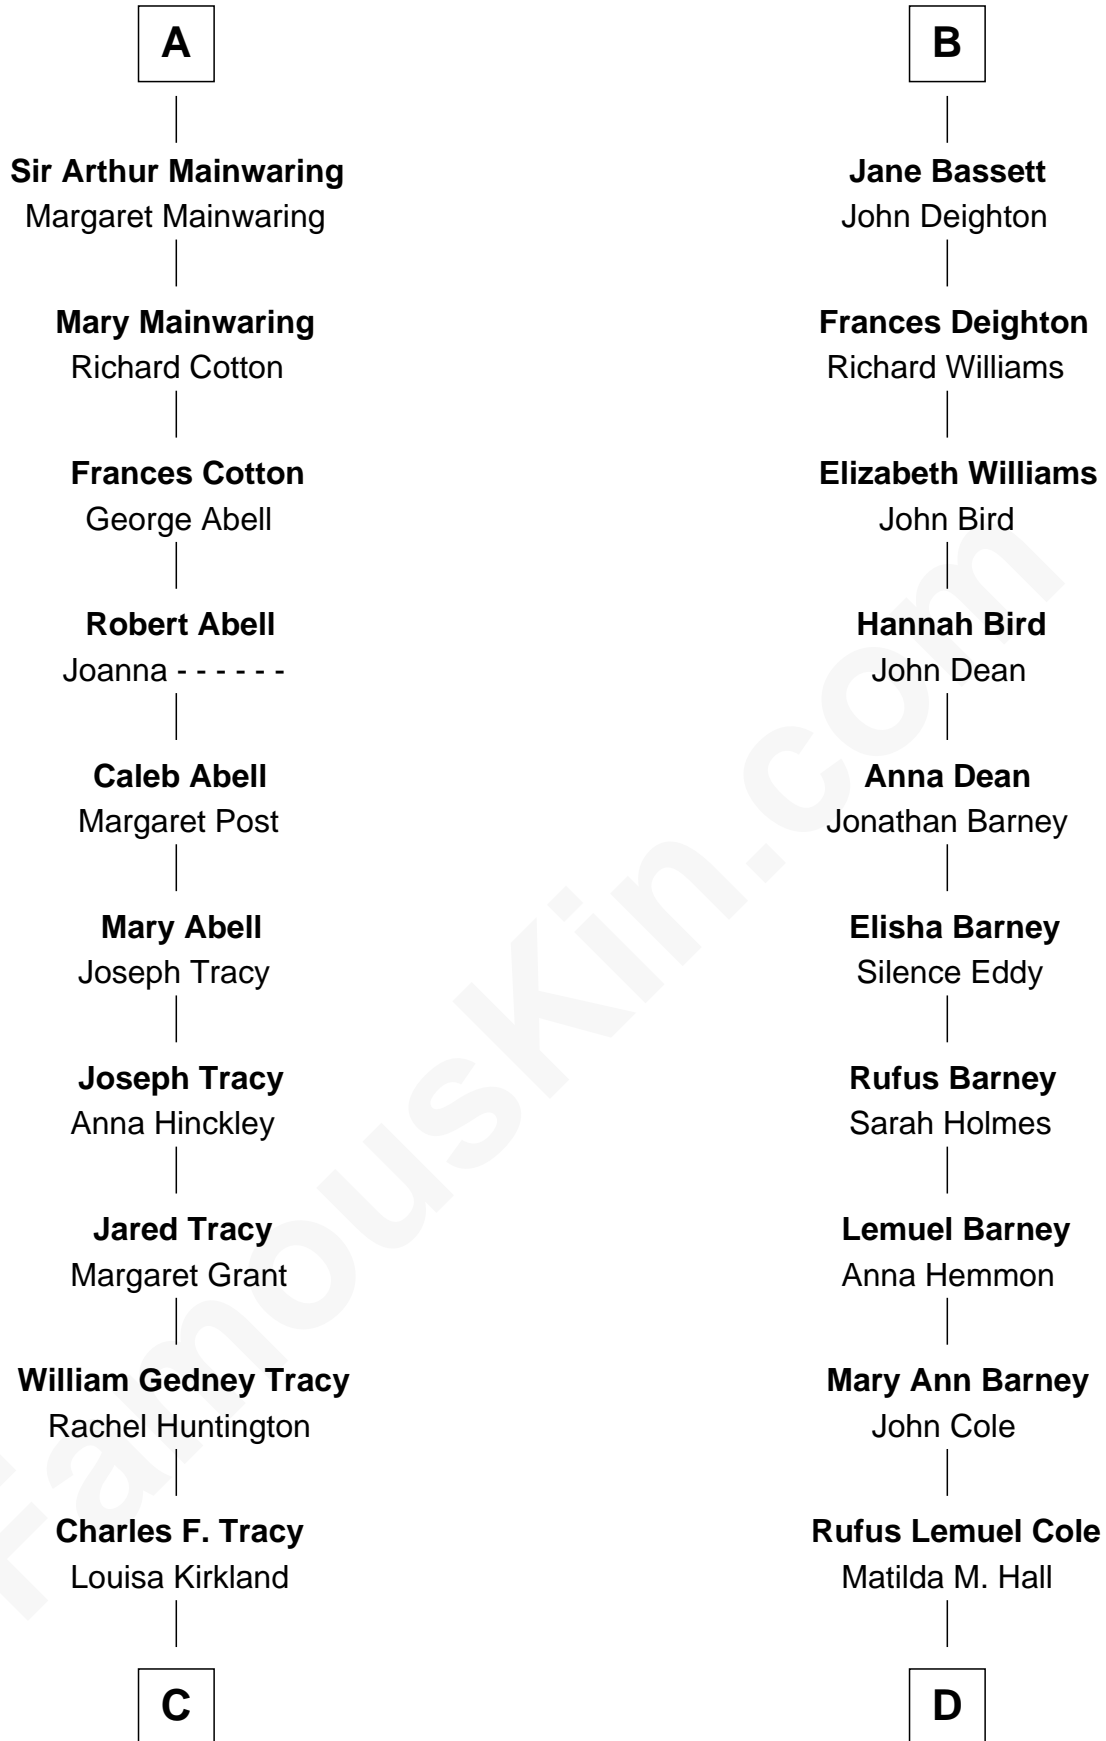 A
Sir Arthur Mainwaring
Margaret Mainwaring
Mary Mainwaring
Richard Cotton
Frances Cotton
George Abell
Robert Abell
Joanna - - - - - -
Caleb Abell
Margaret Post
Mary Abell
Joseph Tracy
Joseph Tracy
Anna Hinckley
Jared Tracy
Margaret Grant
William Gedney Tracy
Rachel Huntington
Charles F. Tracy
Louisa Kirkland
C
B
Jane Bassett
John Deighton
Frances Deighton
Richard Williams
Elizabeth Williams
John Bird
Hannah Bird
John Dean
Anna Dean
Jonathan Barney
Elisha Barney
Silence Eddy
Rufus Barney
Sarah Holmes
Lemuel Barney
Anna Hemmon
Mary Ann Barney
John Cole
Rufus Lemuel Cole
Matilda M. Hall
D
FamousKin.com